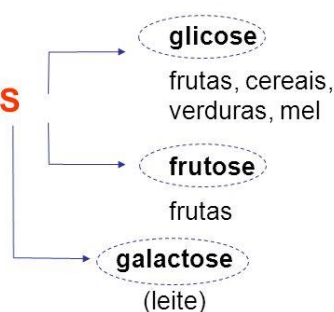 glicose
frutas, cereais,
verduras, mel
S
frutose
frutas
galactose
(leite)